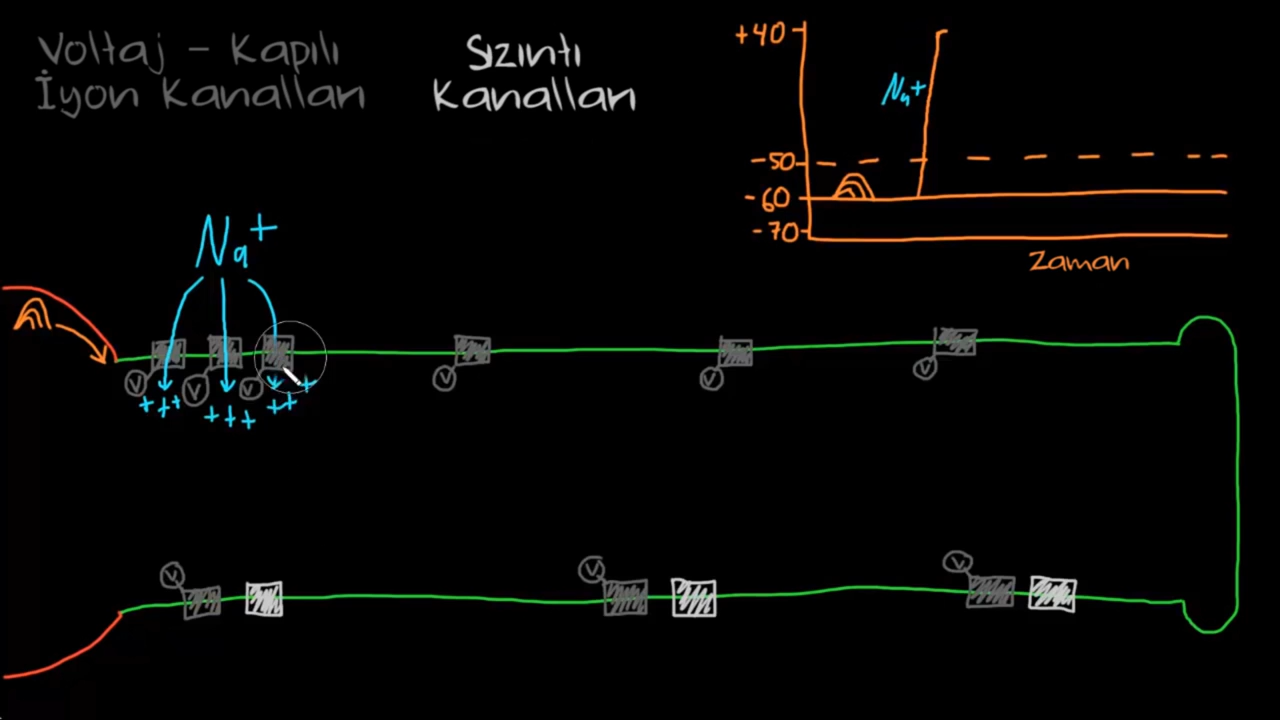 Voltaj - Kapılı
İyon Kanalları
Sızıntı
Kanalları
+40
Na+
-50
-60
-70
Zaman
Na+
V V V V V V
+++ +++ +++
V V V